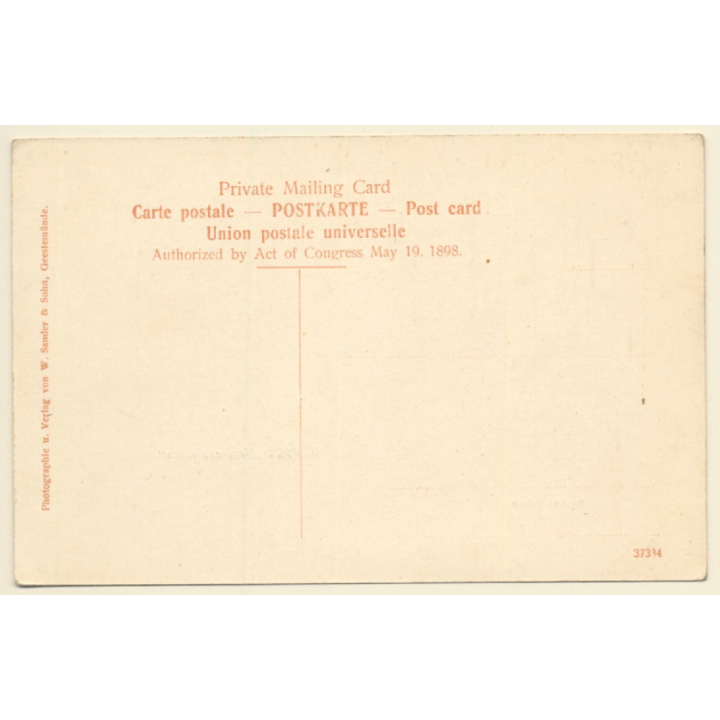 Private Mailing Card
Carte postale — POSTKARTE — Post card
Union postale universelle
Authorized by Act of Congress May 19. 1898.
Photographie u. Verlag von W. Sander & Sohn, Geestemünde.
37334